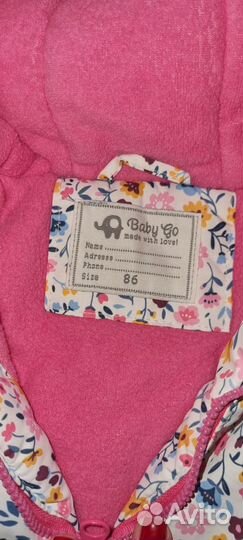 Baby Go
made with love!
Name
Adresse
Phone
Size 86
Avito